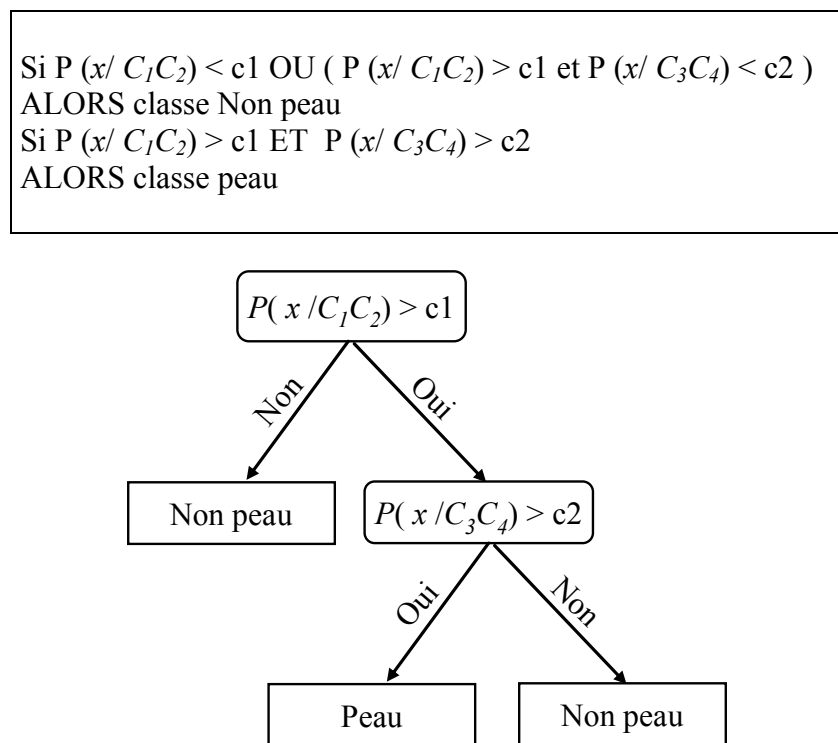 Si P (x/ C₁C₂) < c1 OU ( P (x/ C₁C₂) > c1 et P (x/ C₃C₄) < c2 )
ALORS classe Non peau
Si P (x/ C₁C₂) > c1 ET P (x/ C₃C₄) > c2
ALORS classe peau
P( x /C₁C₂) > c1
Non
Oui
Non peau
P( x /C₃C₄) > c2
Oui
Non
Peau
Non peau